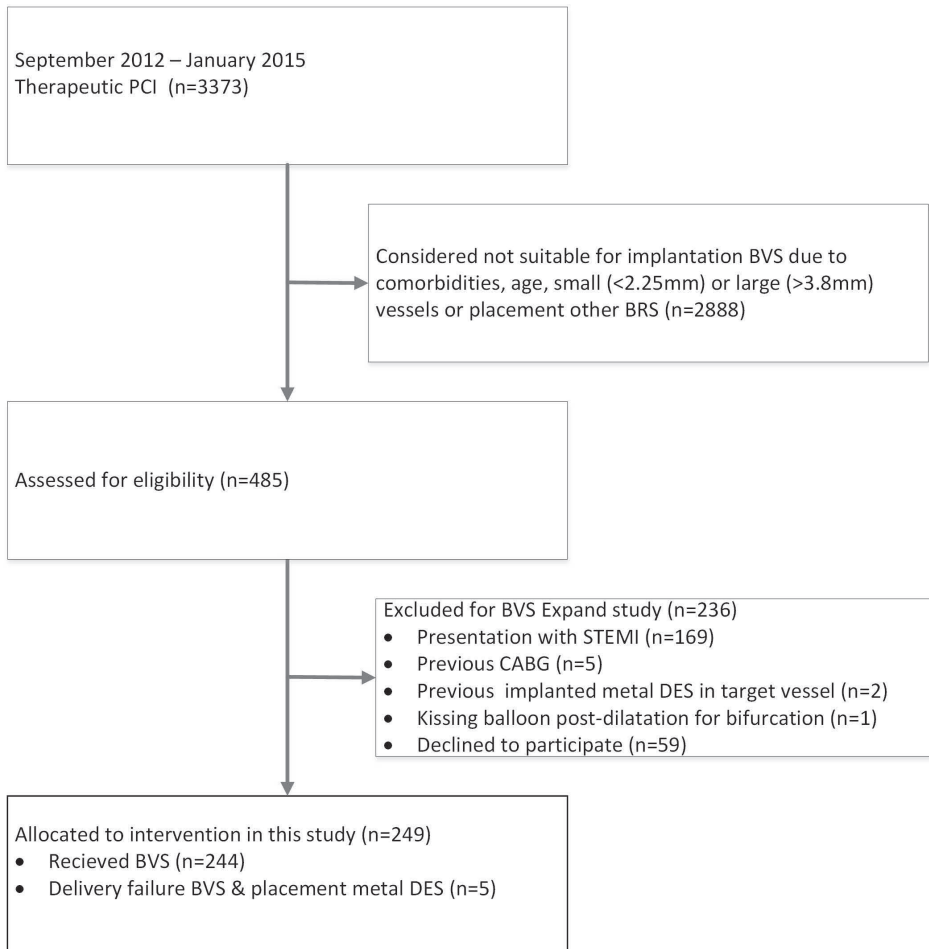 September 2012 – January 2015
Therapeutic PCI  (n=3373)
Considered not suitable for implantation BVS due to
comorbidities, age, small (<2.25mm) or large (>3.8mm)
vessels or placement other BRS (n=2888)
Assessed for eligibility (n=485)
Excluded for BVS Expand study (n=236)
• Presentation with STEMI (n=169)
• Previous CABG (n=5)
• Previous  implanted metal DES in target vessel (n=2)
• Kissing balloon post-dilatation for bifurcation (n=1)
• Declined to participate (n=59)
Allocated to intervention in this study (n=249)
• Recieved BVS (n=244)
• Delivery failure BVS & placement metal DES (n=5)